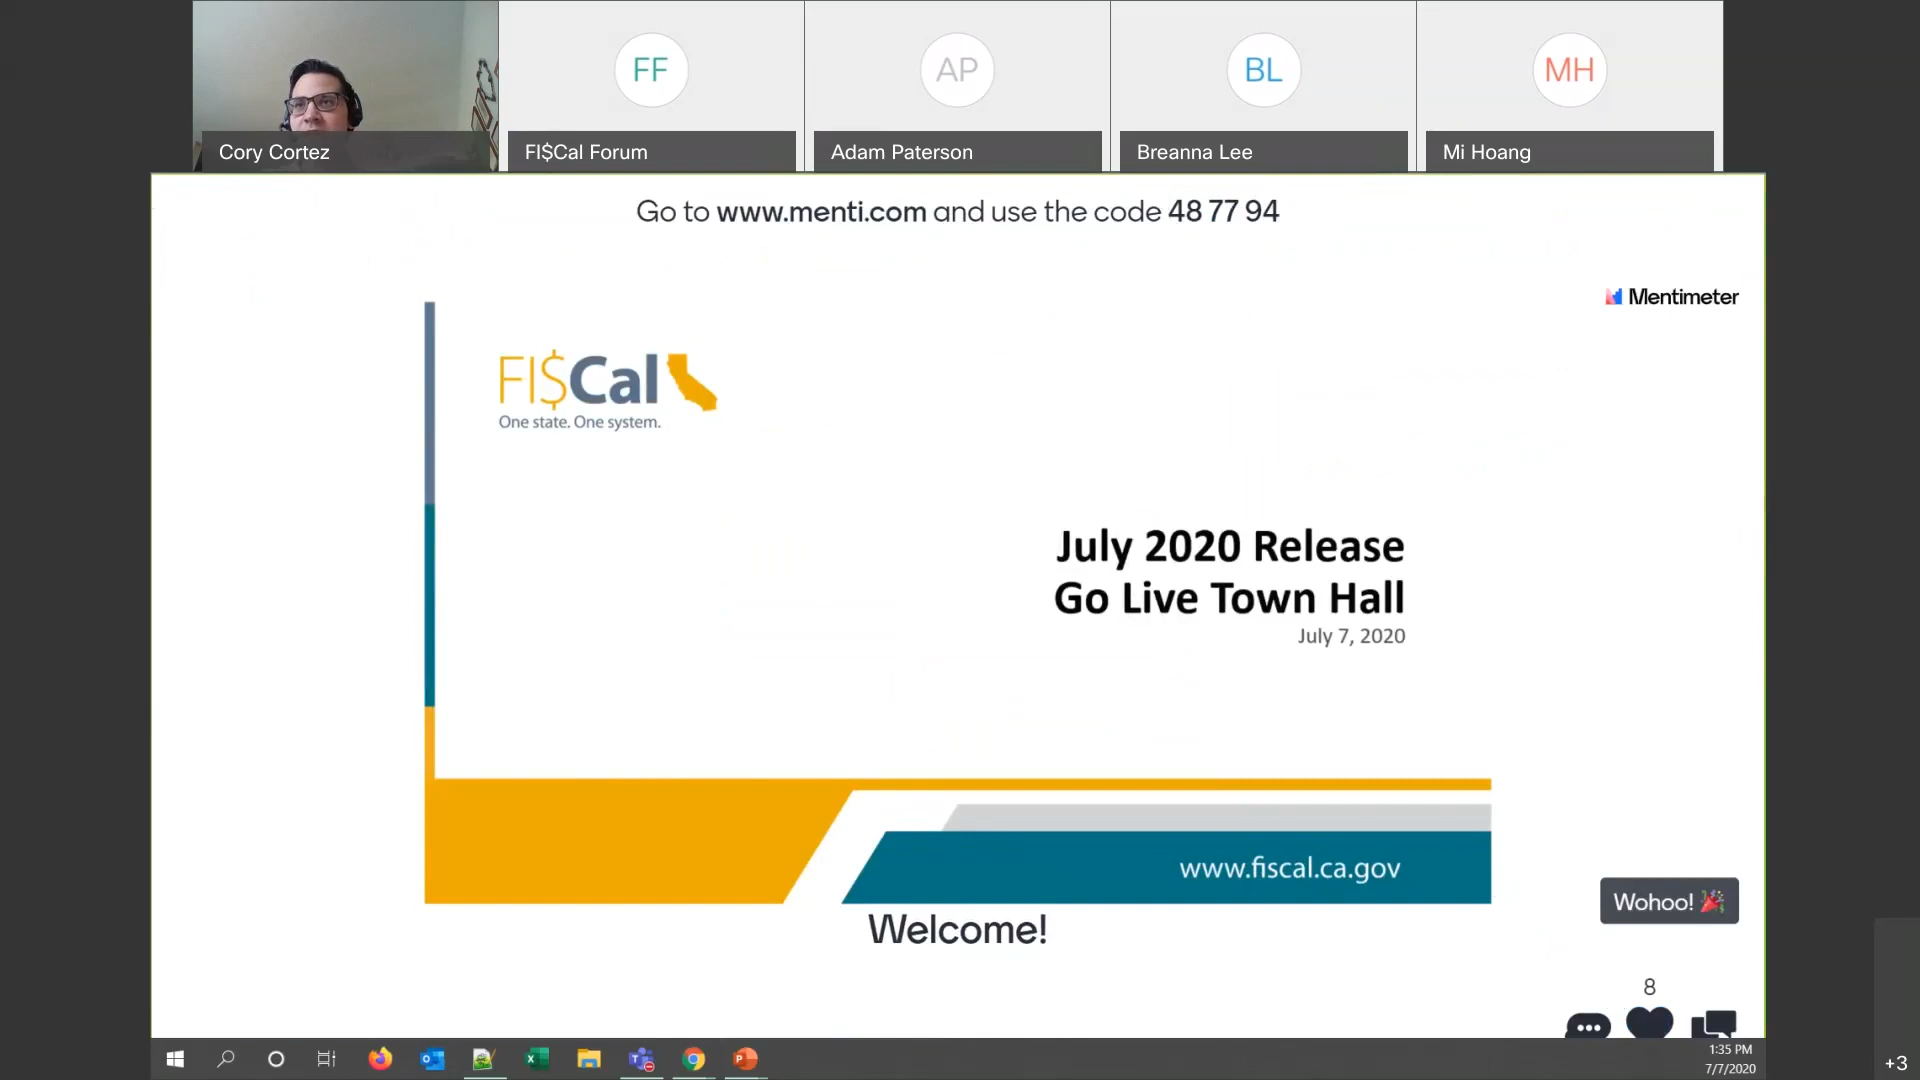 FF
AP
BL
MH
Cory Cortez
FI$Cal Forum
Adam Paterson
Breanna Lee
Mi Hoang
Go to www.menti.com and use the code 48 77 94
Mentimeter
FI$Cal
One state. One system.
July 2020 Release
Go Live Town Hall
July 7, 2020
www.fiscal.ca.gov
Welcome!
Wohoo! 🎉
8
1:35 PM
7/7/2020
+3